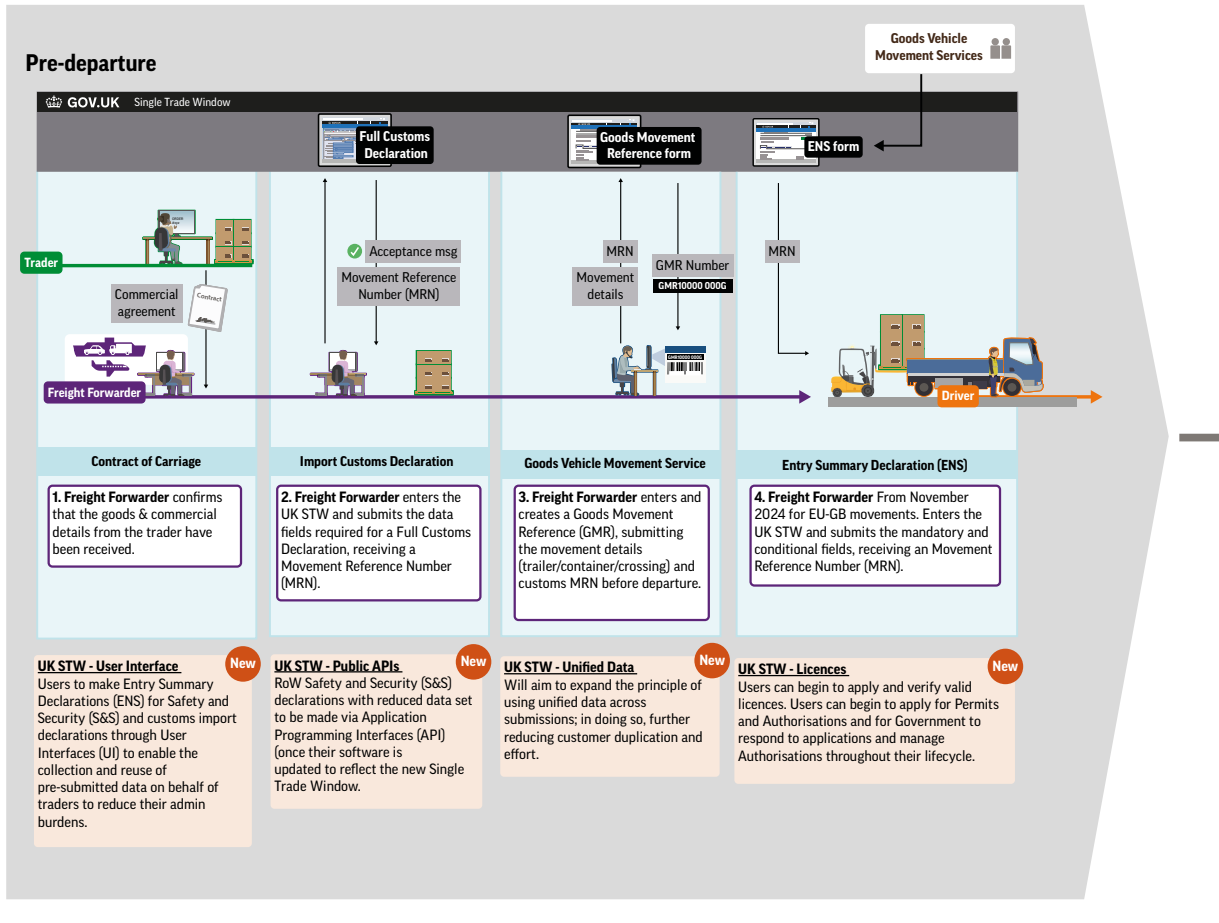 Goods Vehicle
Movement Services
Pre-departure
GOV.UK Single Trade Window
Full Customs
Declaration
Goods Movement
Reference form
ENS form
Trader
Commercial
agreement
Contract
Freight Forwarder
Acceptance msg
Movement Reference
Number (MRN)
MRN
Movement
details
GMR Number
GMR10000 000G
GMR10000 000G
MRN
Driver
Contract of Carriage
1. Freight Forwarder confirms
that the goods & commercial
details from the trader have
been received.
Import Customs Declaration
2. Freight Forwarder enters the
UK STW and submits the data
fields required for a Full Customs
Declaration, receiving a
Movement Reference Number
(MRN).
Goods Vehicle Movement Service
3. Freight Forwarder enters and
creates a Goods Movement
Reference (GMR), submitting
the movement details
(trailer/container/crossing) and
customs MRN before departure.
Entry Summary Declaration (ENS)
4. Freight Forwarder From November
2024 for EU-GB movements. Enters the
UK STW and submits the mandatory and
conditional fields, receiving an Movement
Reference Number (MRN).
New
UK STW - User Interface
Users to make Entry Summary
Declarations (ENS) for Safety and
Security (S&S) and customs import
declarations through User
Interfaces (UI) to enable the
collection and reuse of
pre-submitted data on behalf of
traders to reduce their admin
burdens.
New
UK STW - Public APIs
RoW Safety and Security (S&S)
declarations with reduced data set
to be made via Application
Programming Interfaces (API)
(once their software is
updated to reflect the new Single
Trade Window.
New
UK STW - Unified Data
Will aim to expand the principle of
using unified data across
submissions; in doing so, further
reducing customer duplication and
effort.
New
UK STW - Licences
Users can begin to apply and verify valid
licences. Users can begin to apply for Permits
and Authorisations and for Government to
respond to applications and manage
Authorisations throughout their lifecycle.